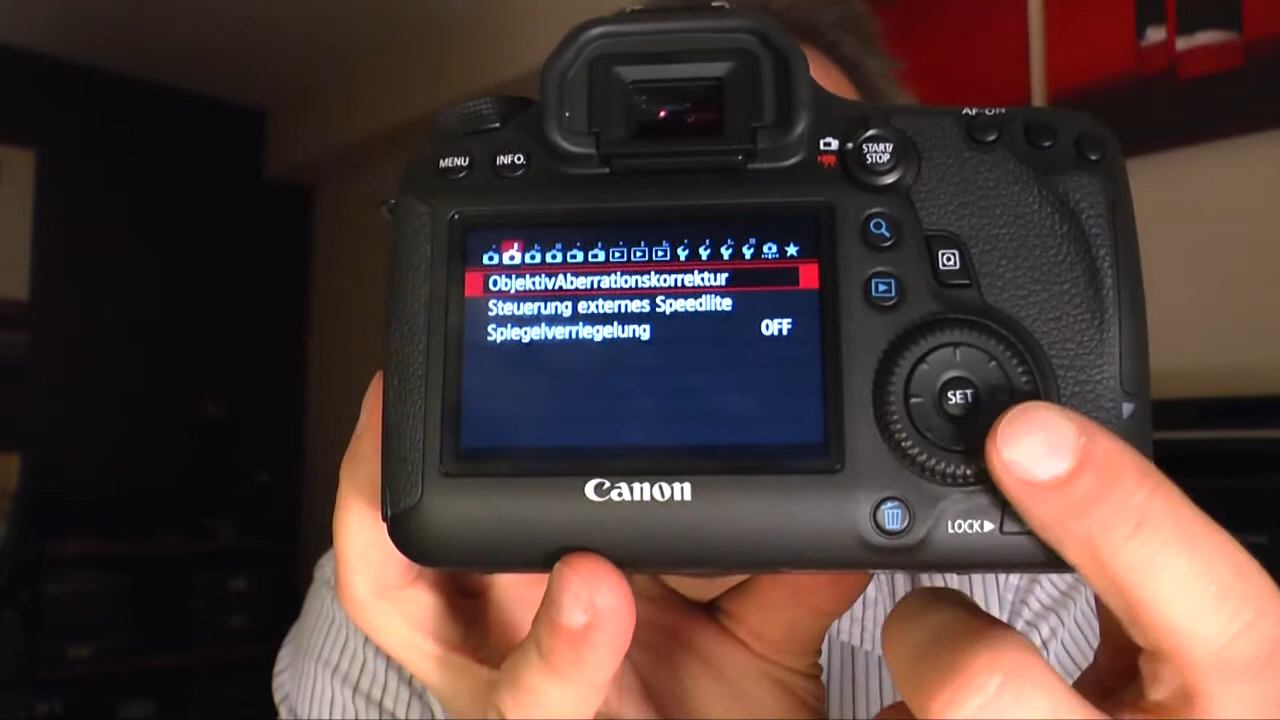 AF-ON
MENU INFO.
START/
STOP
Q
ObjektivAberrationskorrektur
Steuerung externes Speedlite
Spiegelverriegelung OFF
SET
Canon
LOCK▶